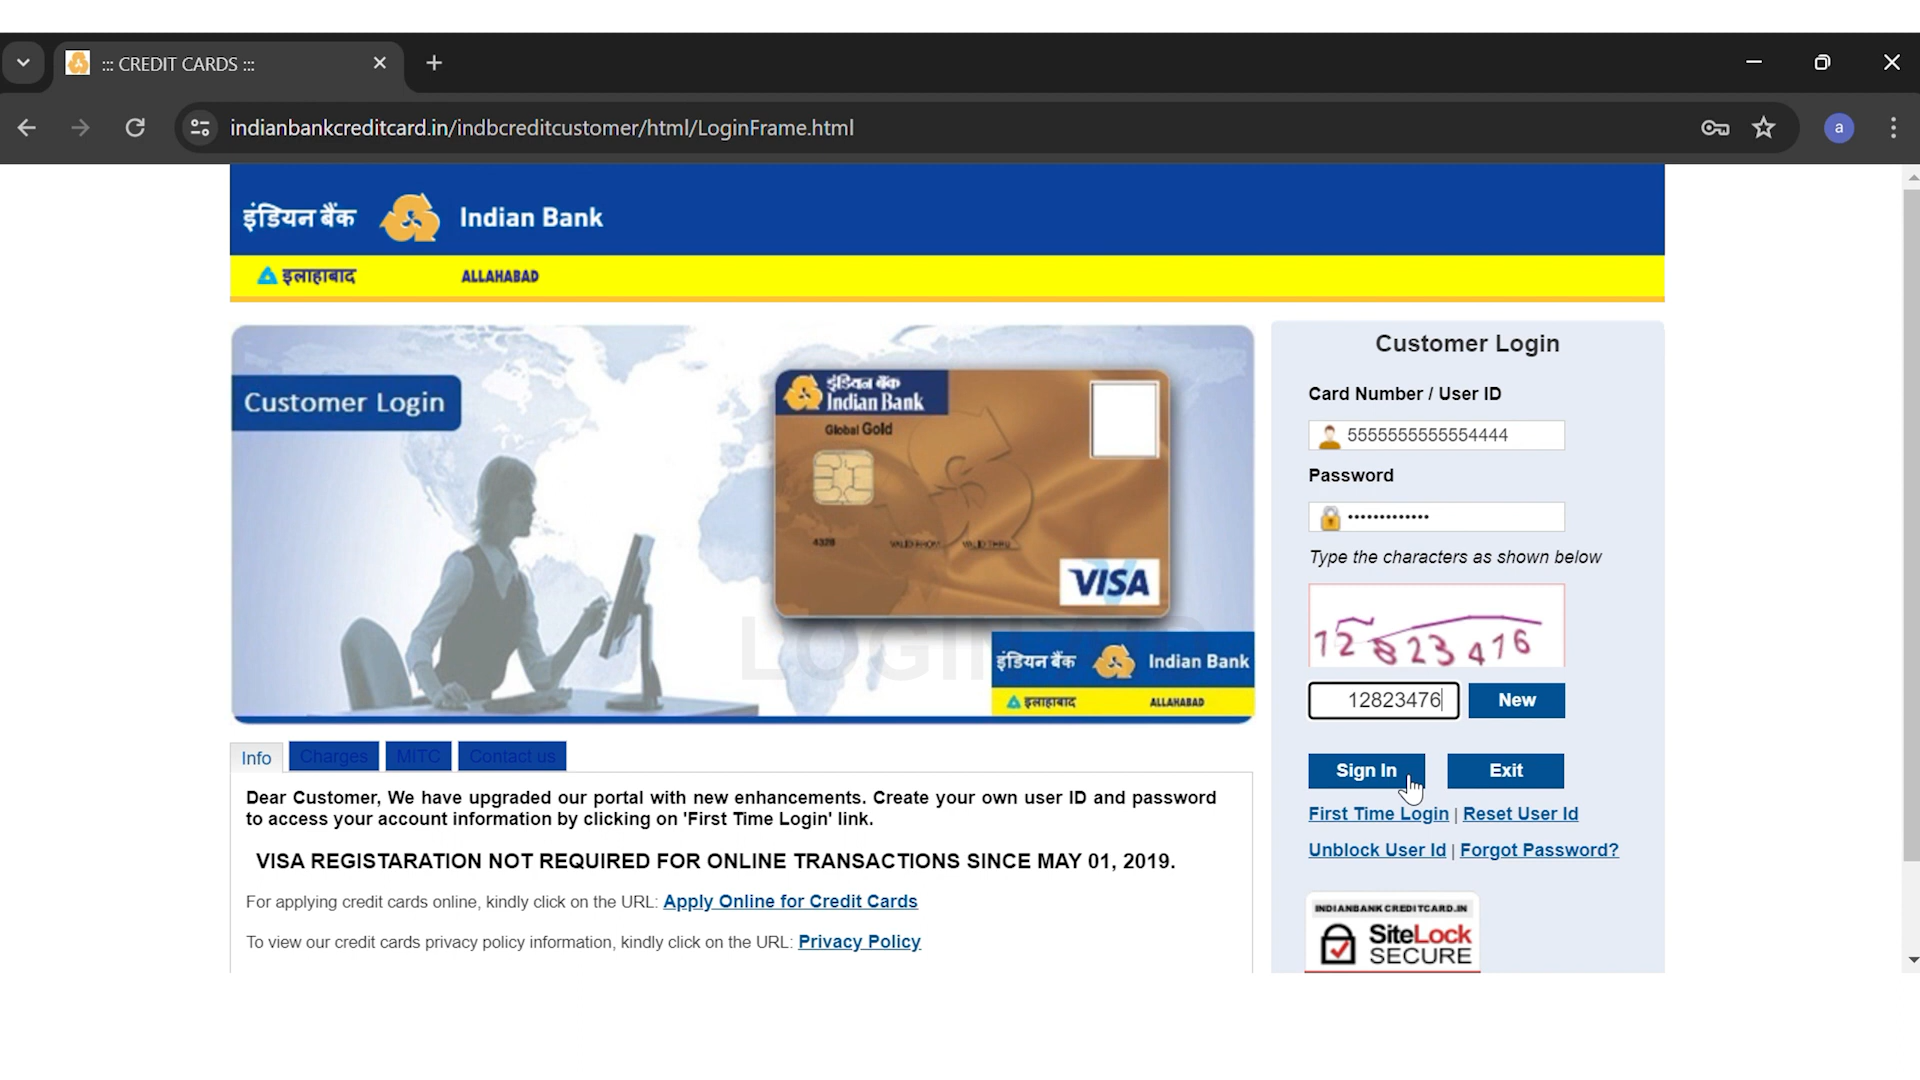 ::: CREDIT CARDS :::
indianbankcreditcard.in/indbcreditcustomer/html/LoginFrame.html
a
इंडियन बैंक Indian Bank
इलाहाबाद ALLAHABAD
Customer Login
इंडियन बैंक
Indian Bank
Global Gold
4328 VALID FROM VALID THRU
VISA
LOGIN
इंडियन बैंक Indian Bank
इलाहाबाद ALLAHABAD
Customer Login
Card Number / User ID
5555555555554444
Password
•••••••••••••
Type the characters as shown below
12823476
12823476 New
Sign In Exit
First Time Login | Reset User Id
Unblock User Id | Forgot Password?
INDIANBANKCREDITCARD.IN
SiteLock
SECURE
Info Charges MITC Contact us
Dear Customer, We have upgraded our portal with new enhancements. Create your own user ID and password
to access your account information by clicking on 'First Time Login' link.
VISA REGISTARATION NOT REQUIRED FOR ONLINE TRANSACTIONS SINCE MAY 01, 2019.
For applying credit cards online, kindly click on the URL: Apply Online for Credit Cards
To view our credit cards privacy policy information, kindly click on the URL: Privacy Policy